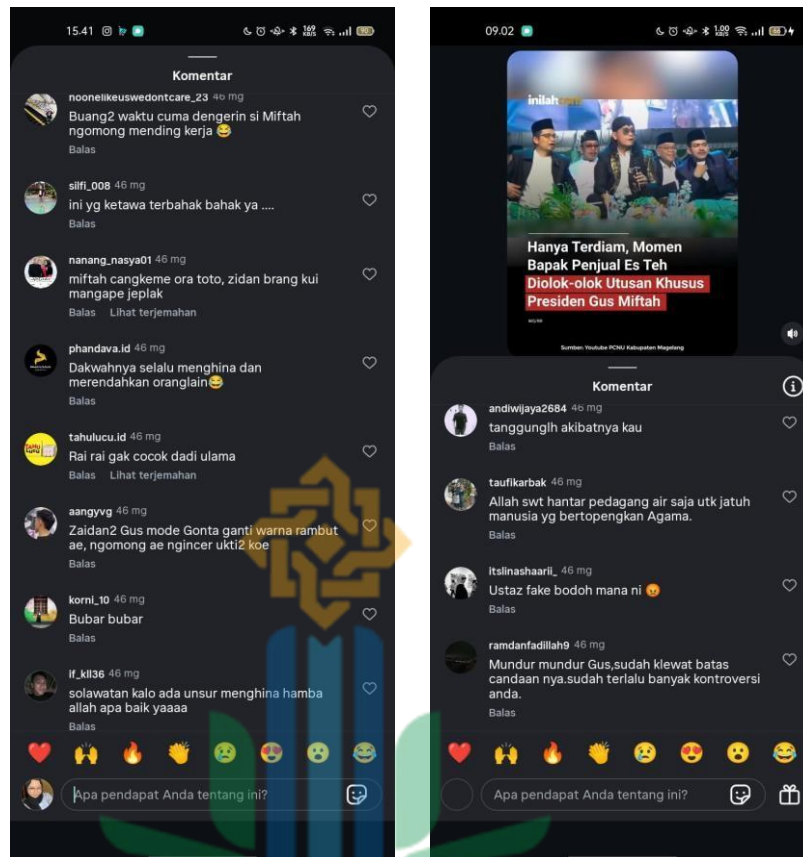 15.41
169
KB/S
90
Komentar
noonelikeuswedontcare_23 46 mg
Buang2 waktu cuma dengerin si Miftah
ngomong mending kerja 😂
Balas
silfi_008 46 mg
ini yg ketawa terbahak bahak ya ....
Balas
nanang_nasya01 46 mg
miftah cangkeme ora toto, zidan brang kui
mangape jeplak
Balas Lihat terjemahan
phandava.id 46 mg
Dakwahnya selalu menghina dan
merendahkan oranglain😂
Balas
tahulucu.id 46 mg
Rai rai gak cocok dadi ulama
Balas Lihat terjemahan
aangyvg 46 mg
Zaidan2 Gus mode Gonta ganti warna rambut
ae, ngomong ae ngincer ukti2 koe
Balas
korni_10 46 mg
Bubar bubar
Balas
if_kll36 46 mg
solawatan kalo ada unsur menghina hamba
allah apa baik yaaaa
Balas
Apa pendapat Anda tentang ini?
09.02
1.00
KB/S
inilah.com
Hanya Terdiam, Momen
Bapak Penjual Es Teh
Diolok-olok Utusan Khusus
Presiden Gus Miftah
Sumber: Youtube PCNU Kabupaten Magelang
Komentar
andiwijaya2684 46 mg
tanggunglh akibatnya kau
Balas
taufikarbak 46 mg
Allah swt hantar pedagang air saja utk jatuh
manusia yg bertopengkan Agama.
Balas
itslinashaarii_ 46 mg
Ustaz fake bodoh mana ni 😡
Balas
ramdanfadillah9 46 mg
Mundur mundur Gus,sudah klewat batas
candaan nya.sudah terlalu banyak kontroversi
anda.
Balas
Apa pendapat Anda tentang ini?